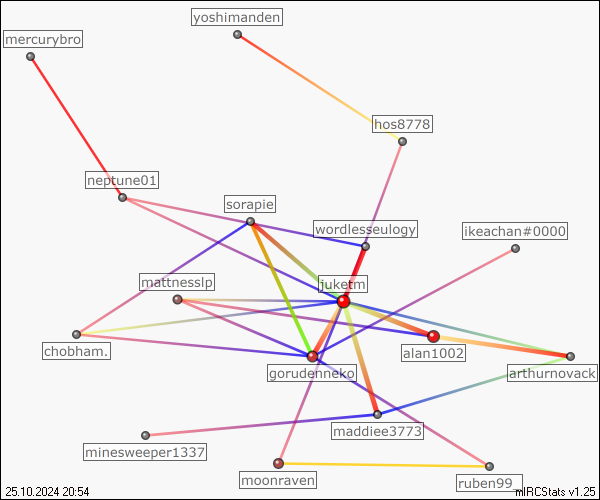 yoshimanden
mercurybro
hos8778
neptune01
sorapie
wordlesseulogy
ikeachan#0000
mattnesslp
juketm
chobham.
alan1002
gorudenneko
arthurnovack
maddiee3773
minesweeper1337
moonraven
ruben99_
25.10.2024 20:54
mIRCStats v1.25